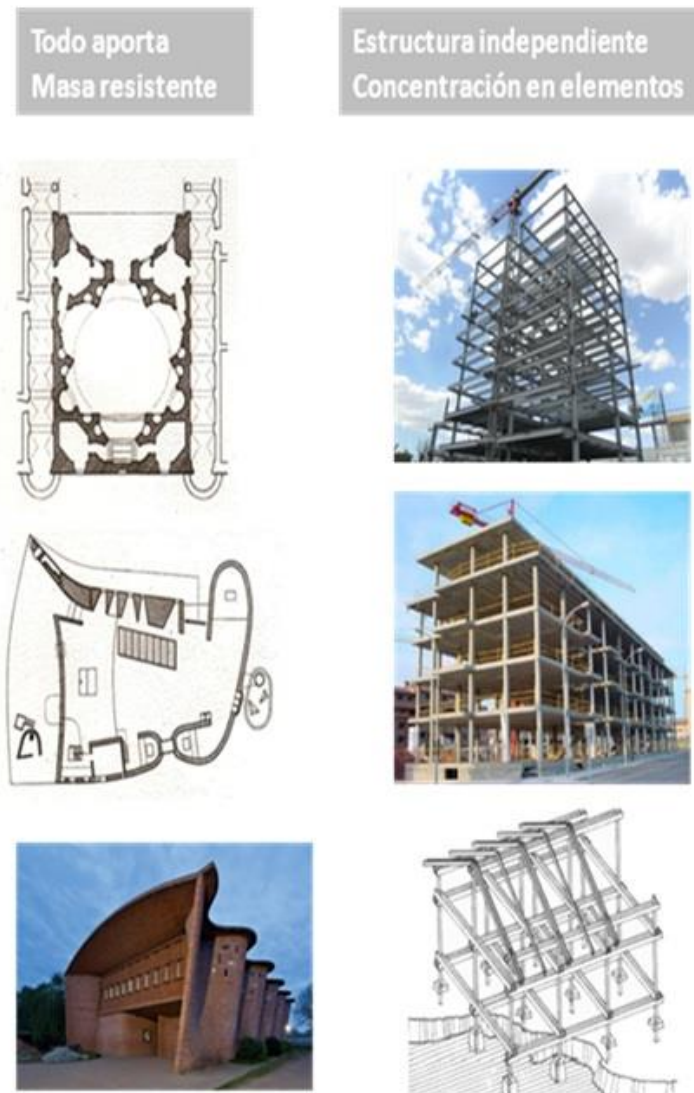 Todo aporta
Masa resistente
Estructura independiente
Concentración en elementos